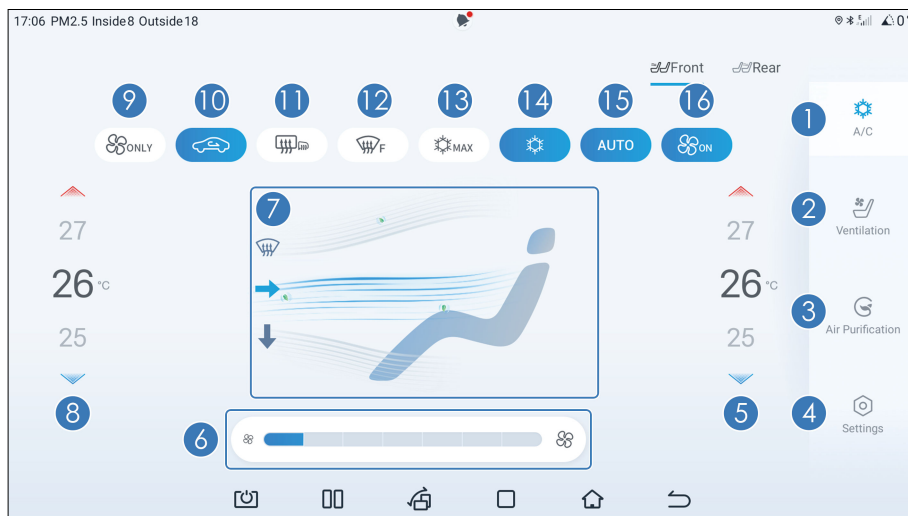 17:06 PM2.5 Inside8 Outside18
Front Rear
9 10 11 12 13 14 15 16
ONLY F MAX AUTO ON
1
A/C
27 7 27
2
Ventilation
26 °C 26 °C
3
Air Purification
25 25
8 5
4
Settings
6